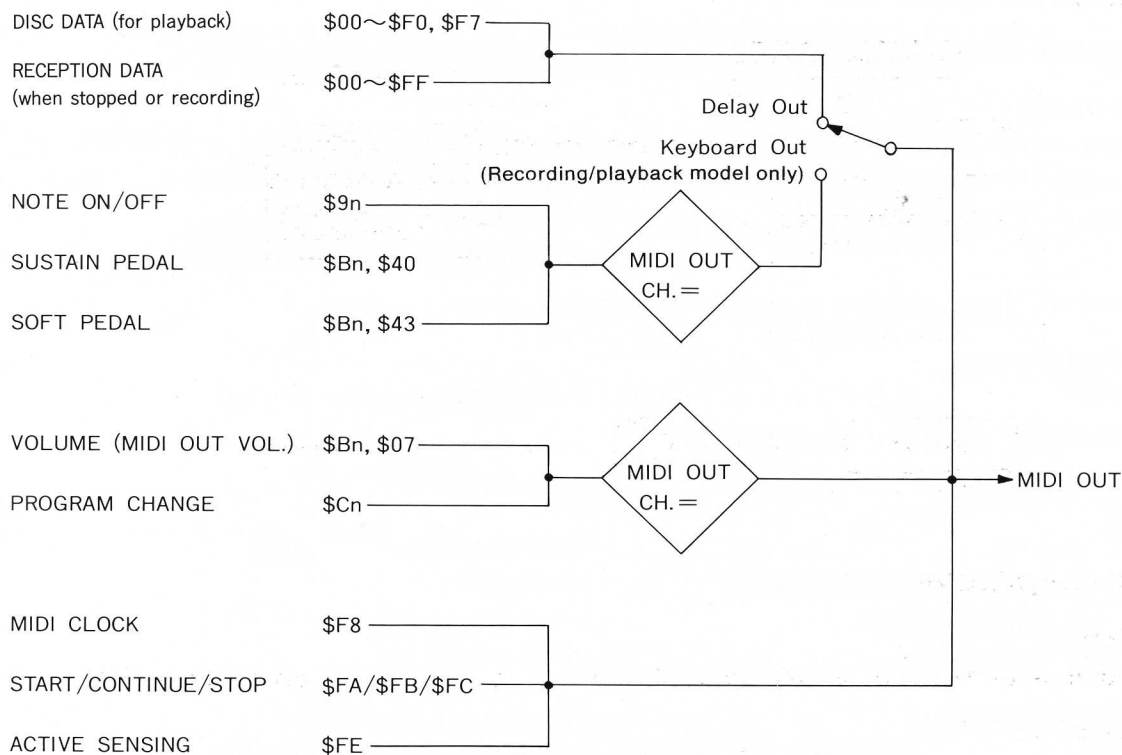 DISC DATA (for playback) $00～$F0, $F7
RECEPTION DATA
(when stopped or recording) $00～$FF
Delay Out
Keyboard Out
(Recording/playback model only)
NOTE ON/OFF $9n
SUSTAIN PEDAL $Bn, $40
SOFT PEDAL $Bn, $43
MIDI OUT
CH.＝
VOLUME (MIDI OUT VOL.) $Bn, $07
PROGRAM CHANGE $Cn
MIDI OUT
CH.＝
MIDI OUT
MIDI CLOCK $F8
START/CONTINUE/STOP $FA/$FB/$FC
ACTIVE SENSING $FE